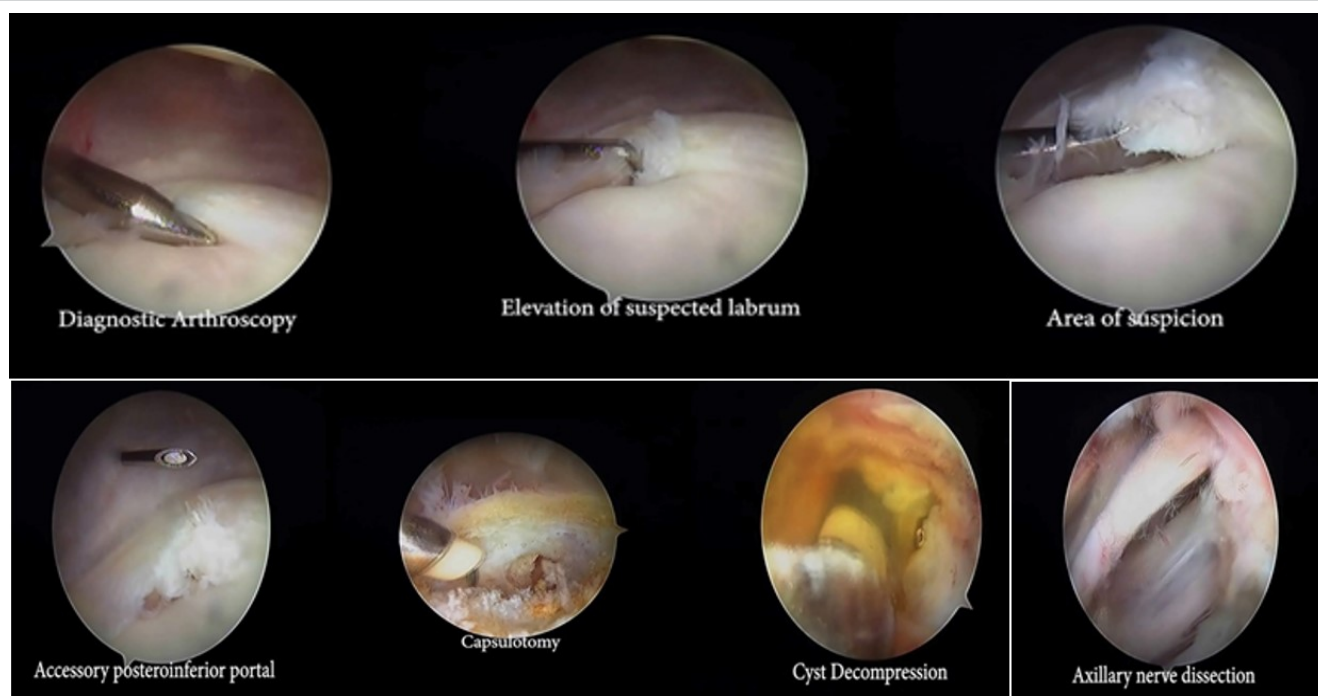 Diagnostic Arthroscopy
Elevation of suspected labrum
Area of suspicion
Accessory posteroinferior portal
Capsulotomy
Cyst Decompression
Axillary nerve dissection